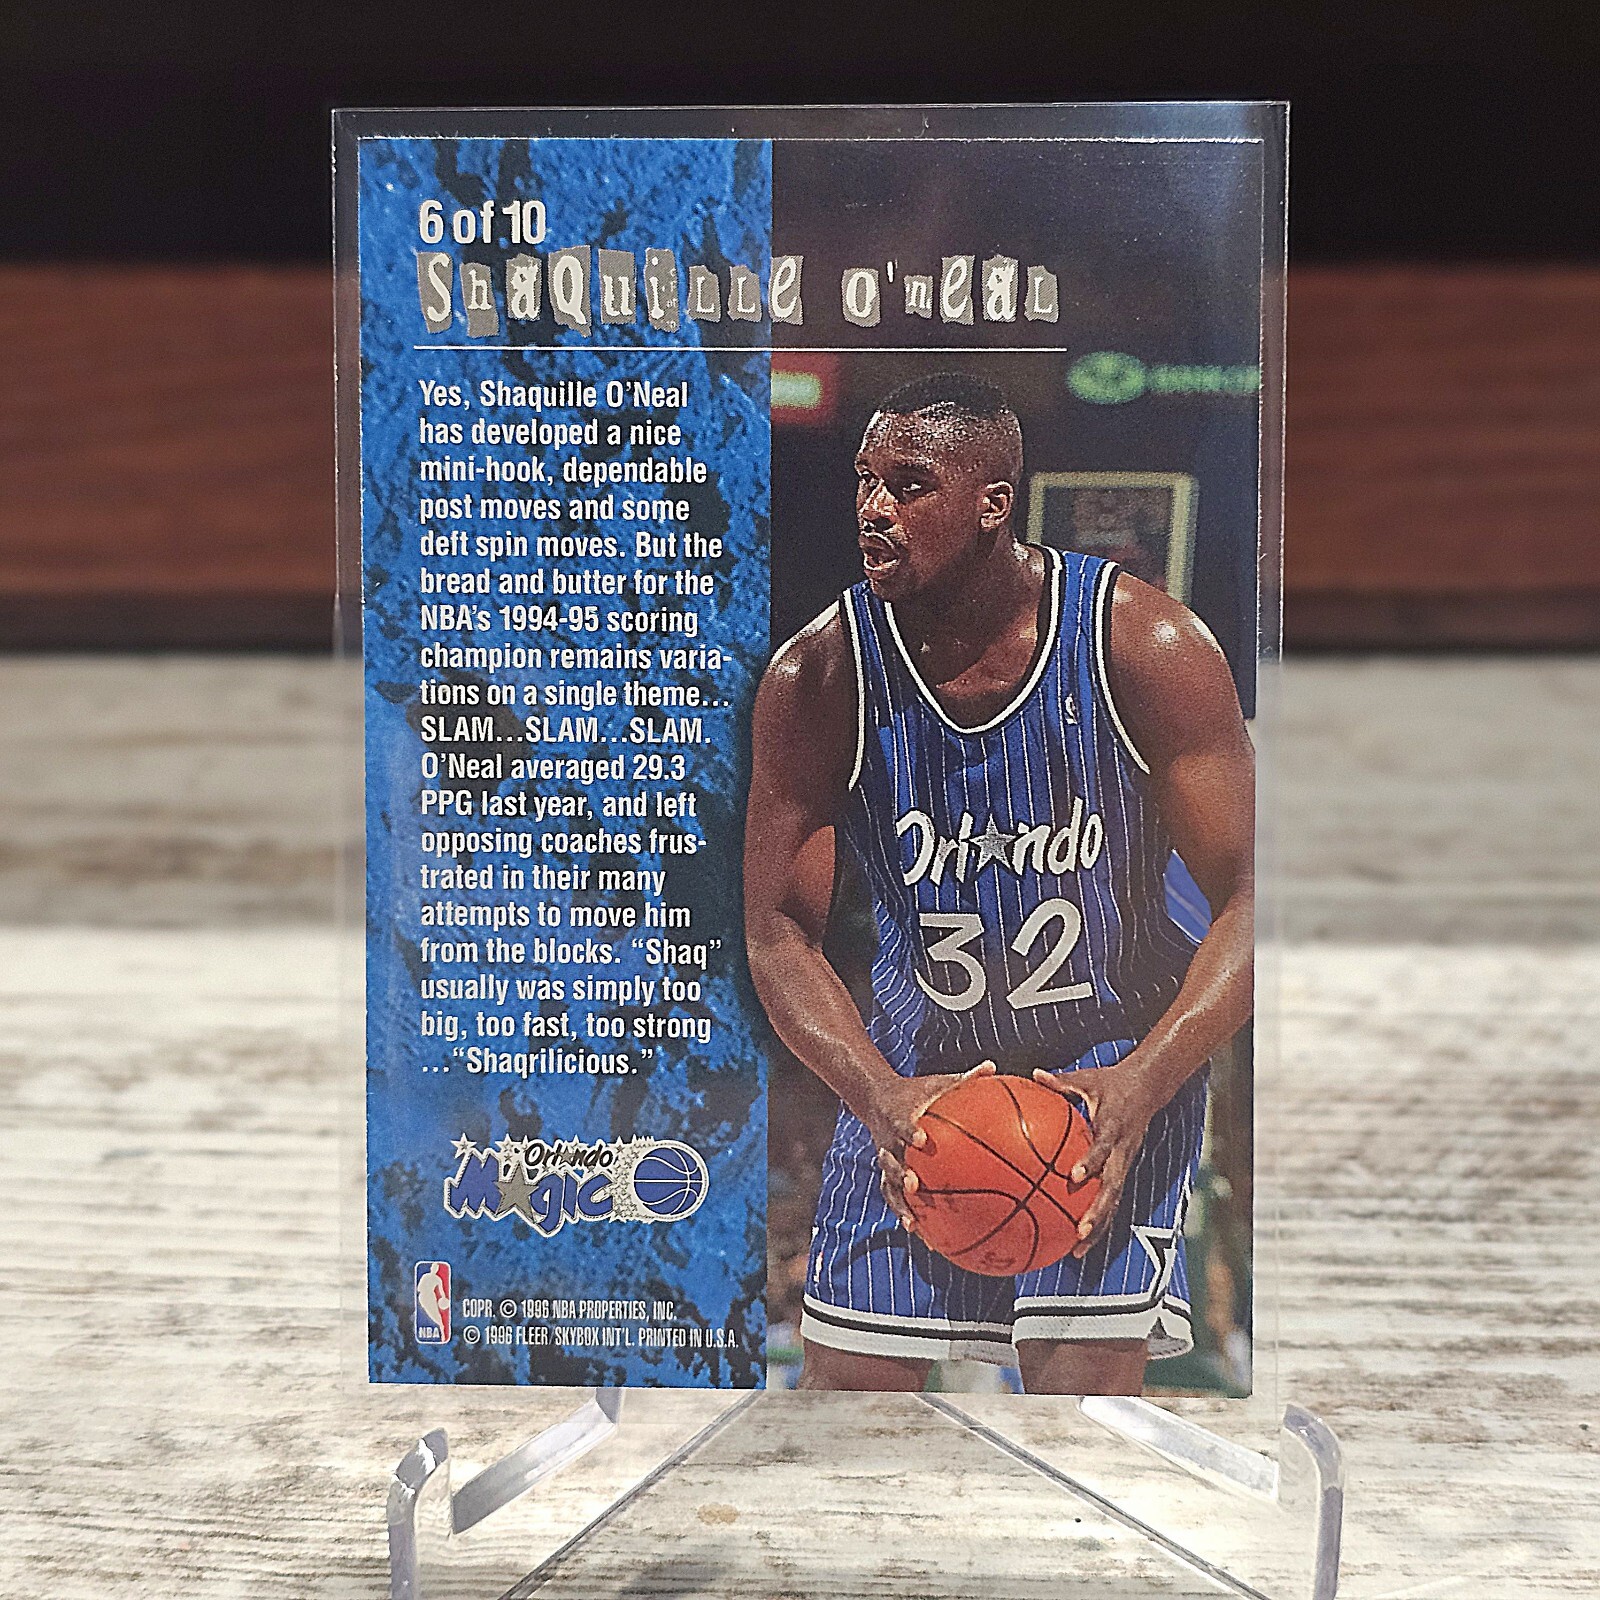 6 of 10
Shaquille O'Neal
Yes, Shaquille O'Neal
has developed a nice
mini-hook, dependable
post moves and some
deft spin moves. But the
bread and butter for the
NBA's 1994-95 scoring
champion remains varia-
tions on a single theme...
SLAM...SLAM...SLAM.
O'Neal averaged 29.3
PPG last year, and left
opposing coaches frus-
trated in their many
attempts to move him
from the blocks. “Shaq”
usually was simply too
big, too fast, too strong
...“Shaqrilicious.”
Orlando
Magic
NBA
COPR. © 1996 NBA PROPERTIES, INC.
© 1996 FLEER/SKYBOX INT'L. PRINTED IN U.S.A.
Orlando
32